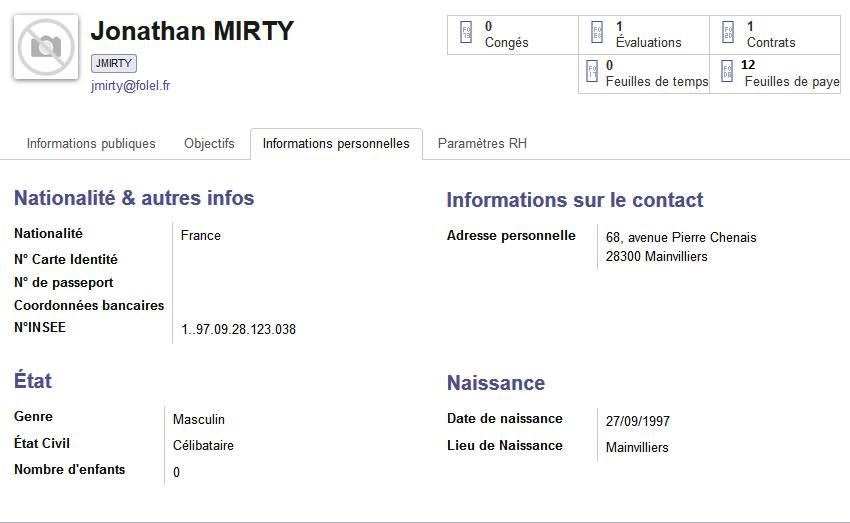 Jonathan MIRTY
JMIRTY
jmirty@folel.fr
0
Congés
1
Évaluations
1
Contrats
0
Feuilles de temps
12
Feuilles de paye
Informations publiques
Objectifs
Informations personnelles
Paramètres RH
Nationalité & autres infos
Nationalité France
N° Carte Identité
N° de passeport
Coordonnées bancaires
N°INSEE 1..97.09.28.123.038
Informations sur le contact
Adresse personnelle 68, avenue Pierre Chenais
28300 Mainvilliers
État
Genre Masculin
État Civil Célibataire
Nombre d'enfants 0
Naissance
Date de naissance 27/09/1997
Lieu de Naissance Mainvilliers